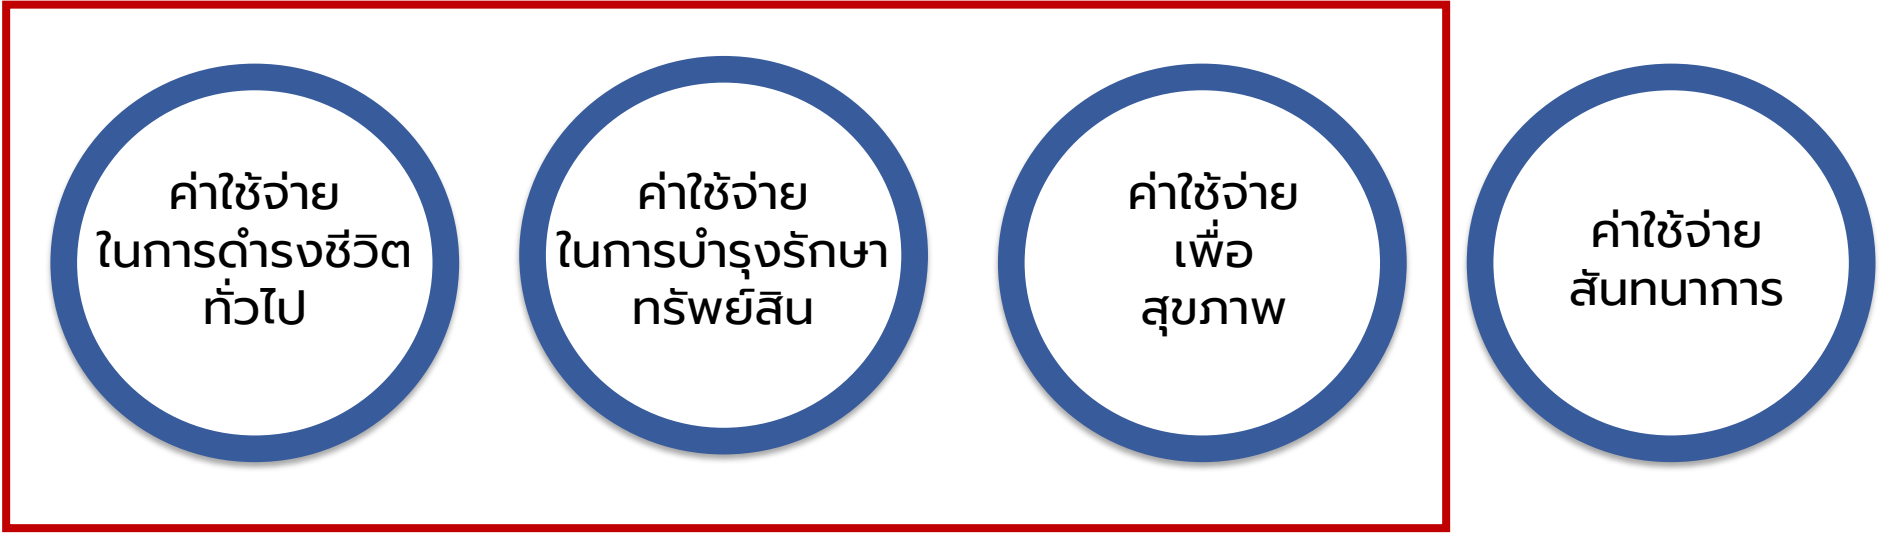 ค่าใช้จ่าย
ในการดำรงชีวิต
ทั่วไป
ค่าใช้จ่าย
ในการบำรุงรักษา
ทรัพย์สิน
ค่าใช้จ่าย
เพื่อ
สุขภาพ
ค่าใช้จ่าย
สันทนาการ